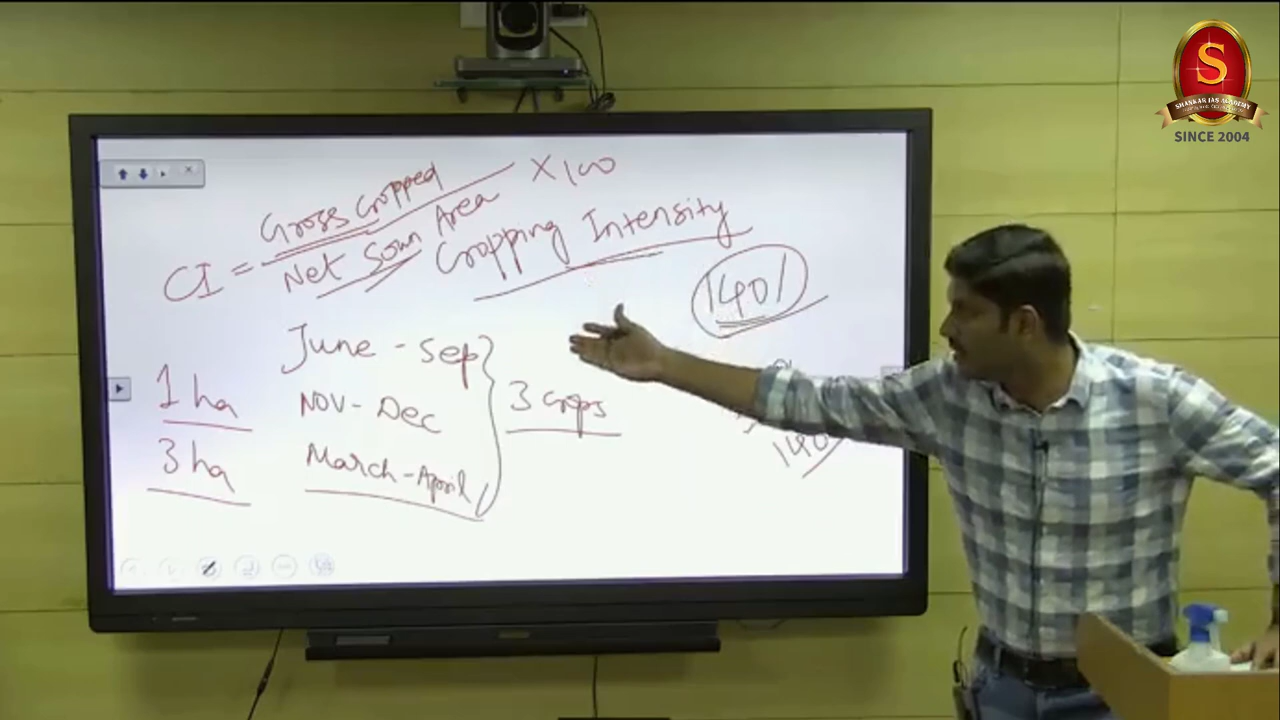 S
SHANKAR IAS ACADEMY
SINCE 2004
CI = Gross Cropped / Net Sown Area X 100
Cropping Intensity
140%
1 ha
3 ha
June - Sep
Nov - Dec
March - April
3 Crops
140